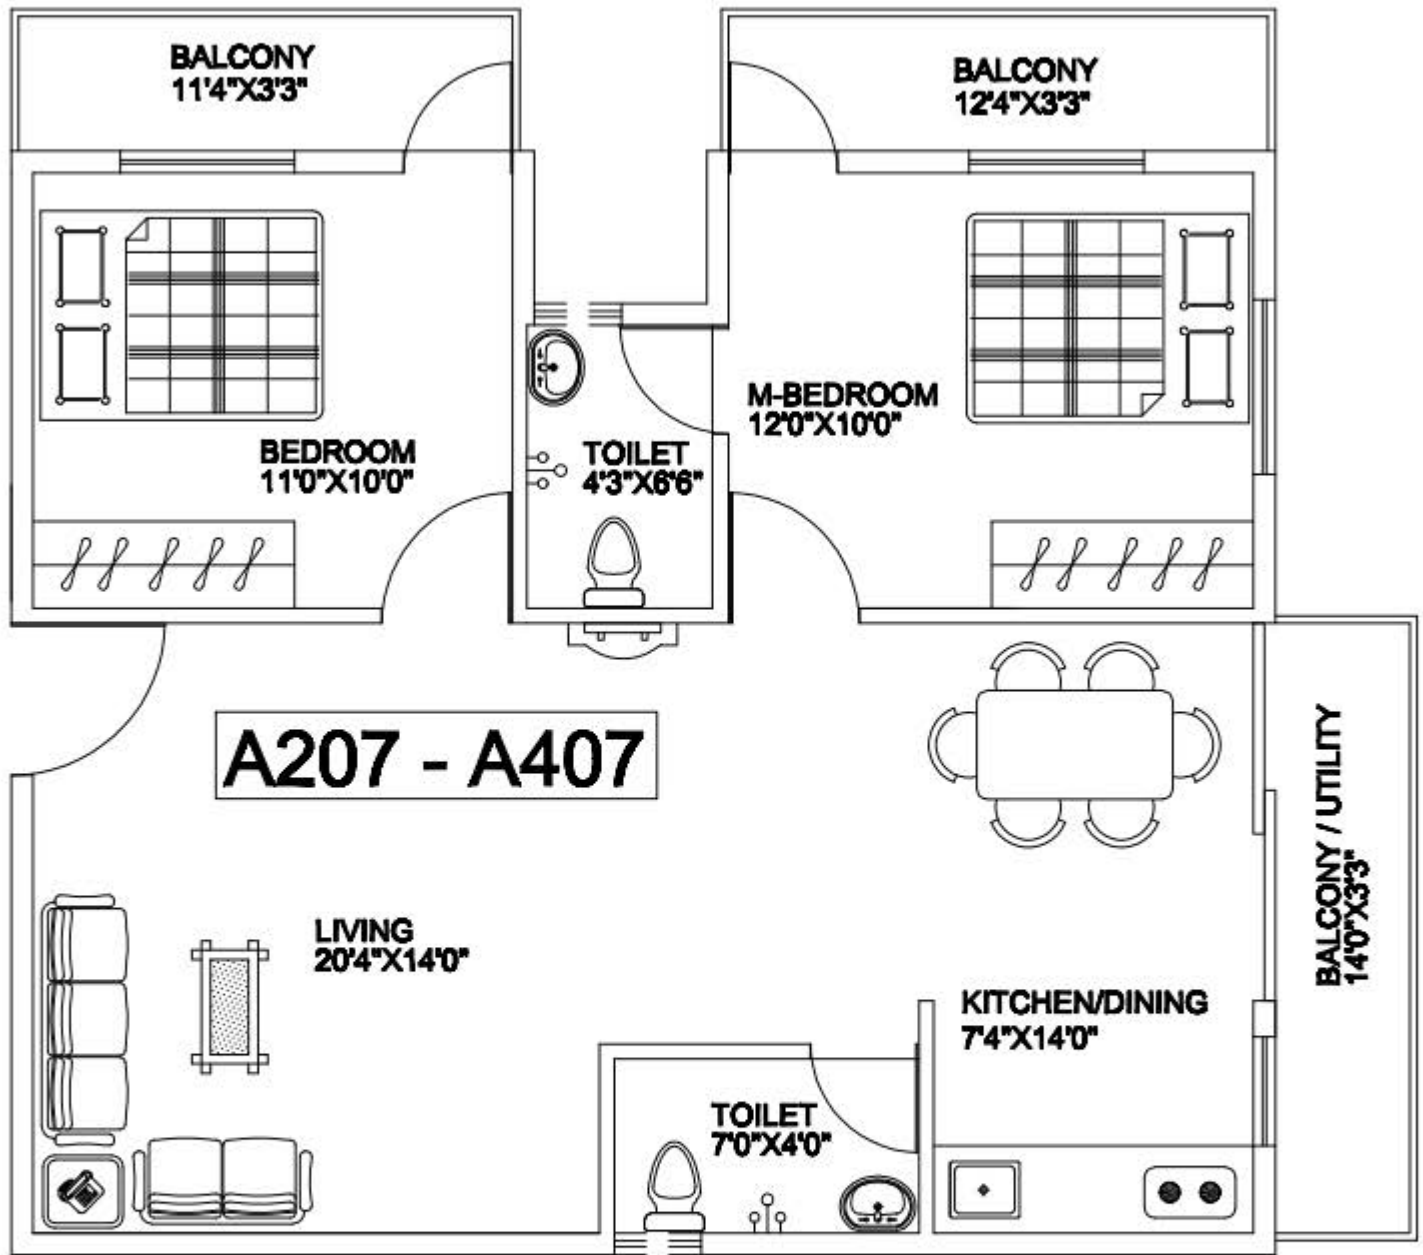 BALCONY
11'4"X3'3"
BALCONY
12'4"X3'3"
M-BEDROOM
12'0"X10'0"
BEDROOM
11'0"X10'0"
TOILET
4'3"X6'6"
A207 - A407
BALCONY / UTILITY
14'0"X3'3"
LIVING
20'4"X14'0"
KITCHEN/DINING
7'4"X14'0"
TOILET
7'0"X4'0"